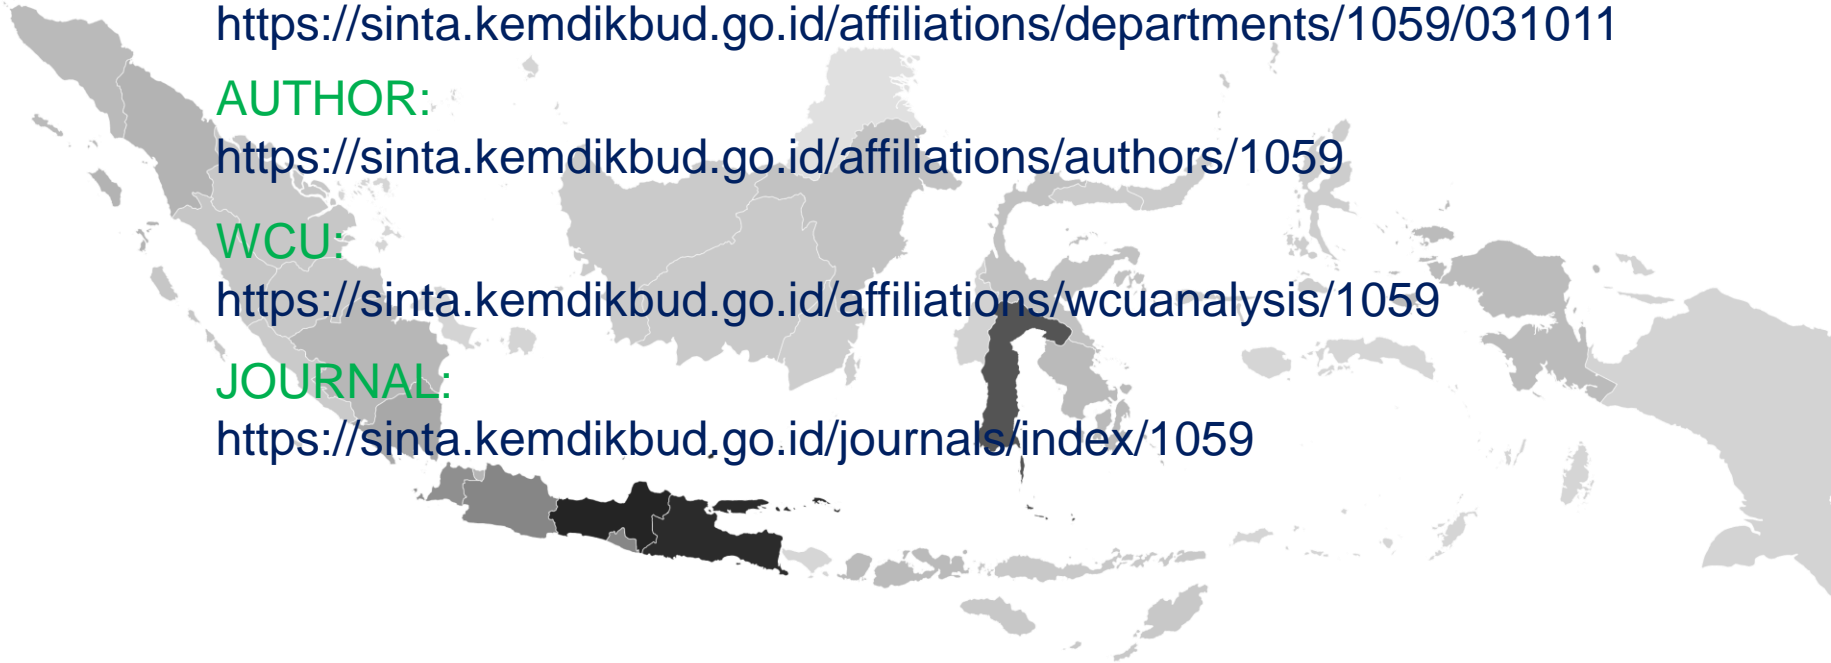 https://sinta.kemdikbud.go.id/affiliations/departments/1059/031011
AUTHOR:
https://sinta.kemdikbud.go.id/affiliations/authors/1059
WCU:
https://sinta.kemdikbud.go.id/affiliations/wcuanalysis/1059
JOURNAL:
https://sinta.kemdikbud.go.id/journals/index/1059